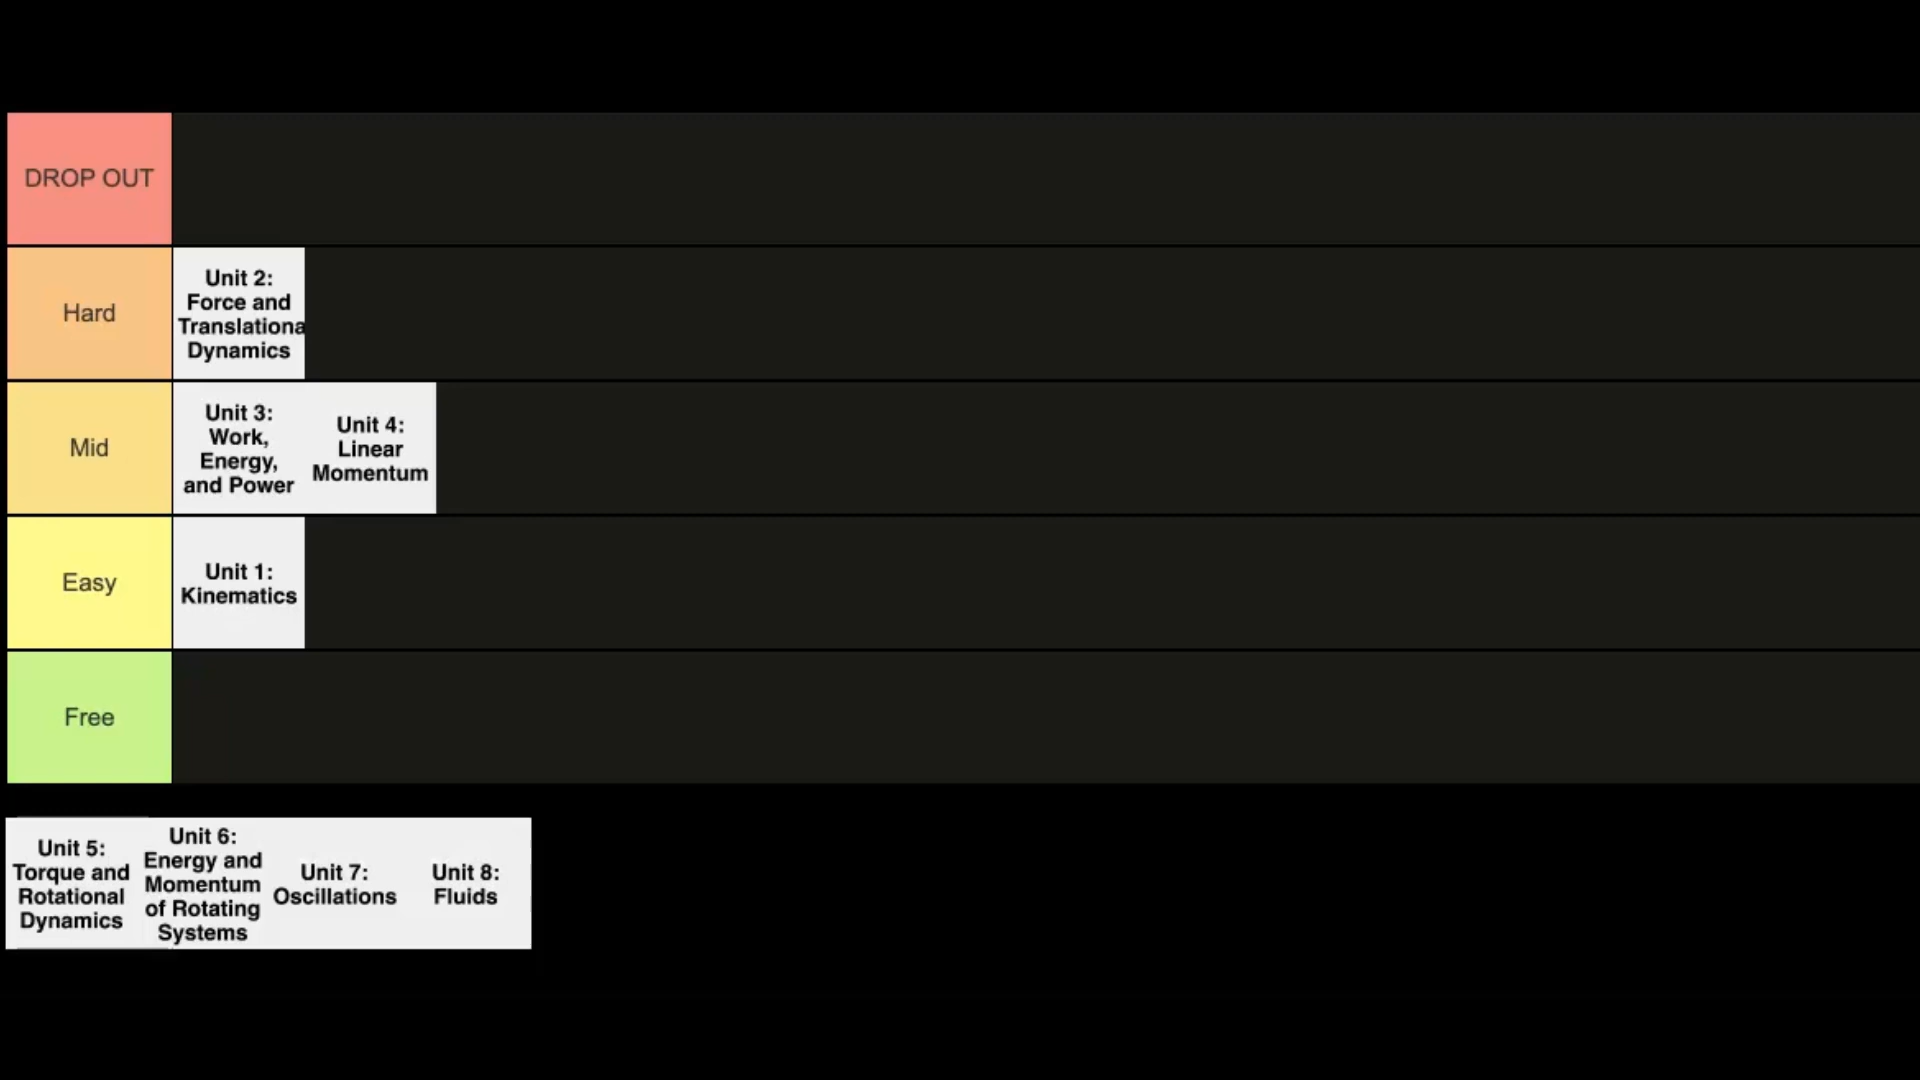 DROP OUT
Hard
Unit 2:
Force and
Translationa
Dynamics
Mid
Unit 3:
Work,
Energy,
and Power
Unit 4:
Linear
Momentum
Easy
Unit 1:
Kinematics
Free
Unit 5:
Torque and
Rotational
Dynamics
Unit 6:
Energy and
Momentum
of Rotating
Systems
Unit 7:
Oscillations
Unit 8:
Fluids